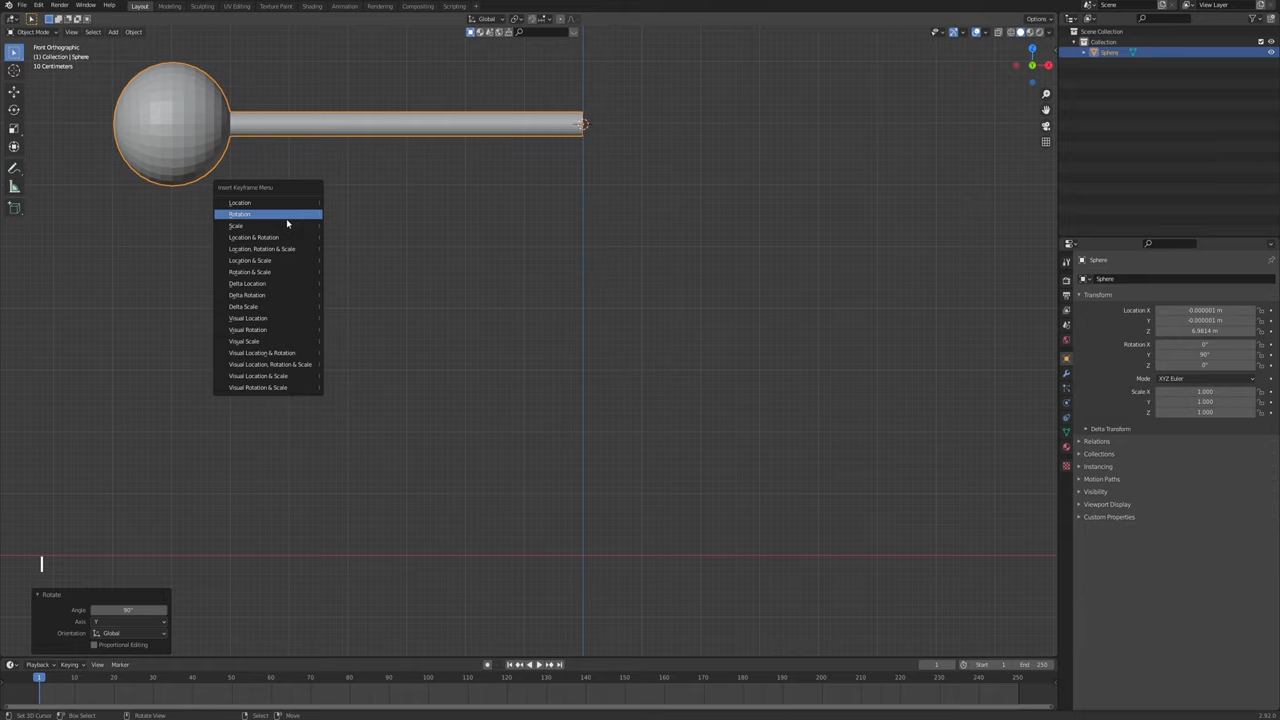 File Edit Render Window Help Layout Modeling Sculpting UV Editing Texture Paint Shading Animation Rendering Compositing Scripting Scene View Layer
Global Options
Object Mode View Select Add Object
Front Orthographic
(1) Collection | Sphere
10 Centimeters
Scene Collection
Collection
Sphere
Insert Keyframe Menu
Location
Rotation
Scale
Location & Rotation
Location, Rotation & Scale
Location & Scale
Rotation & Scale
Delta Location
Delta Rotation
Delta Scale
Visual Location
Visual Rotation
Visual Scale
Visual Location & Rotation
Visual Location, Rotation & Scale
Visual Location & Scale
Visual Rotation & Scale
Sphere
Sphere
Transform
Location X -0.000001 m
Y -0.000001 m
Z 6.9814 m
Rotation X 0°
Y 90°
Z 0°
Mode XYZ Euler
Scale X 1.000
Y 1.000
Z 1.000
Delta Transform
Relations
Collections
Instancing
Motion Paths
Visibility
Viewport Display
Custom Properties
I
Rotate
Angle 90°
Axis Y
Orientation Global
Proportional Editing
Playback Keying View Marker 1 Start 1 End 250
1 10 20 30 40 50 60 70 80 90 100 110 120 130 140 150 160 170 180 190 200 210 220 230 240 250
Set 3D Cursor Box Select Rotate View Select Move 2.92.0